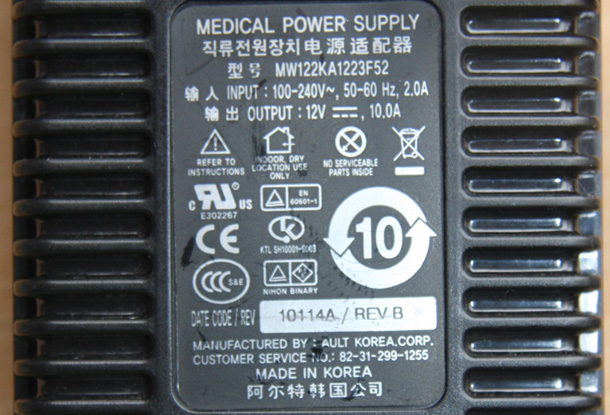 MEDICAL POWER SUPPLY
직류전원장치 电源适配器
型号 MW122KA1223F52
输入 INPUT : 100-240V~, 50-60 Hz, 2.0A
输出 OUTPUT : 12V ⎓, 10.0A
REFER TO INSTRUCTIONS
INDOOR, DRY LOCATION USE ONLY
NO SERVICEABLE PARTS INSIDE
c RU US
E302267
EN 60601-1
10
CE
KTL SH10001-5063
CCC S&E
NIHON BINARY
DATE CODE / REV 10114A / REV B
MANUFACTURED BY AULT KOREA.CORP.
CUSTOMER SERVICE NO.: 82-31-299-1255
MADE IN KOREA
阿尔特韩国公司